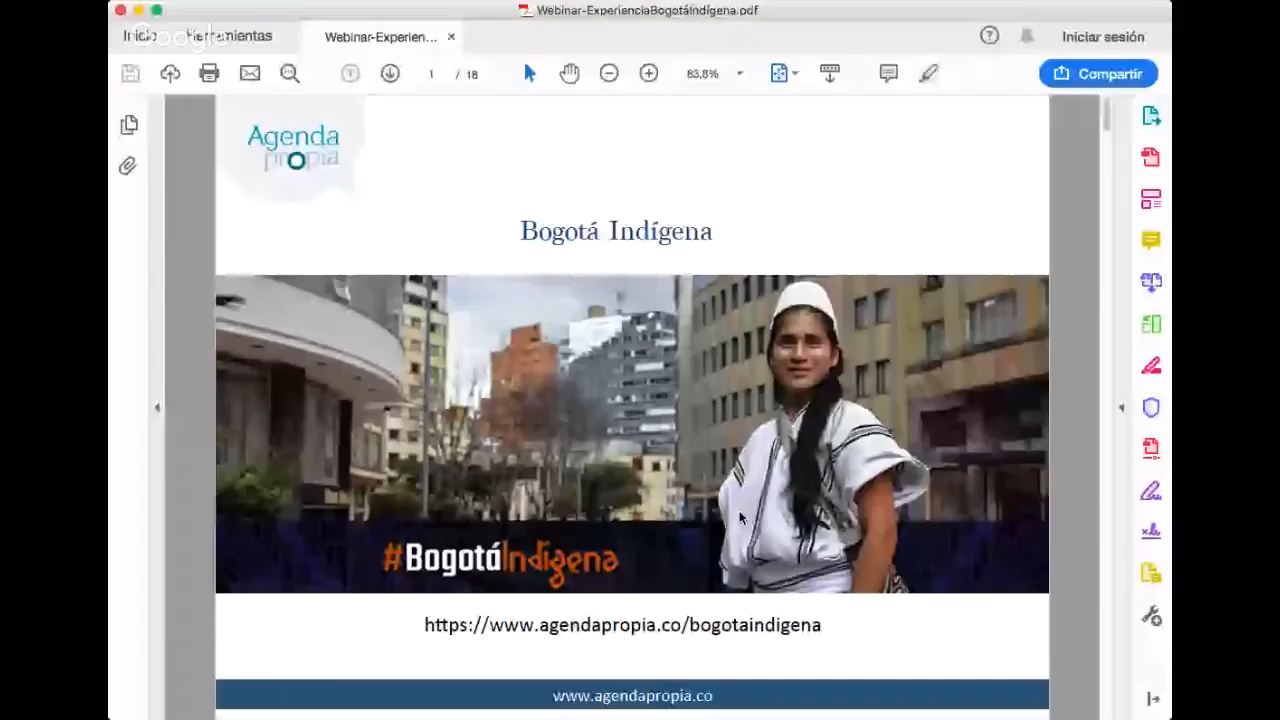 Webinar-ExperienciaBogotáIndígena.pdf
Inicio
Herramientas
Webinar-Experien...
×
Iniciar sesión
Google
1 / 18
83,8%
Compartir
Agenda
propia
Bogotá Indígena
#BogotáIndígena
https://www.agendapropia.co/bogotaindigena
www.agendapropia.co